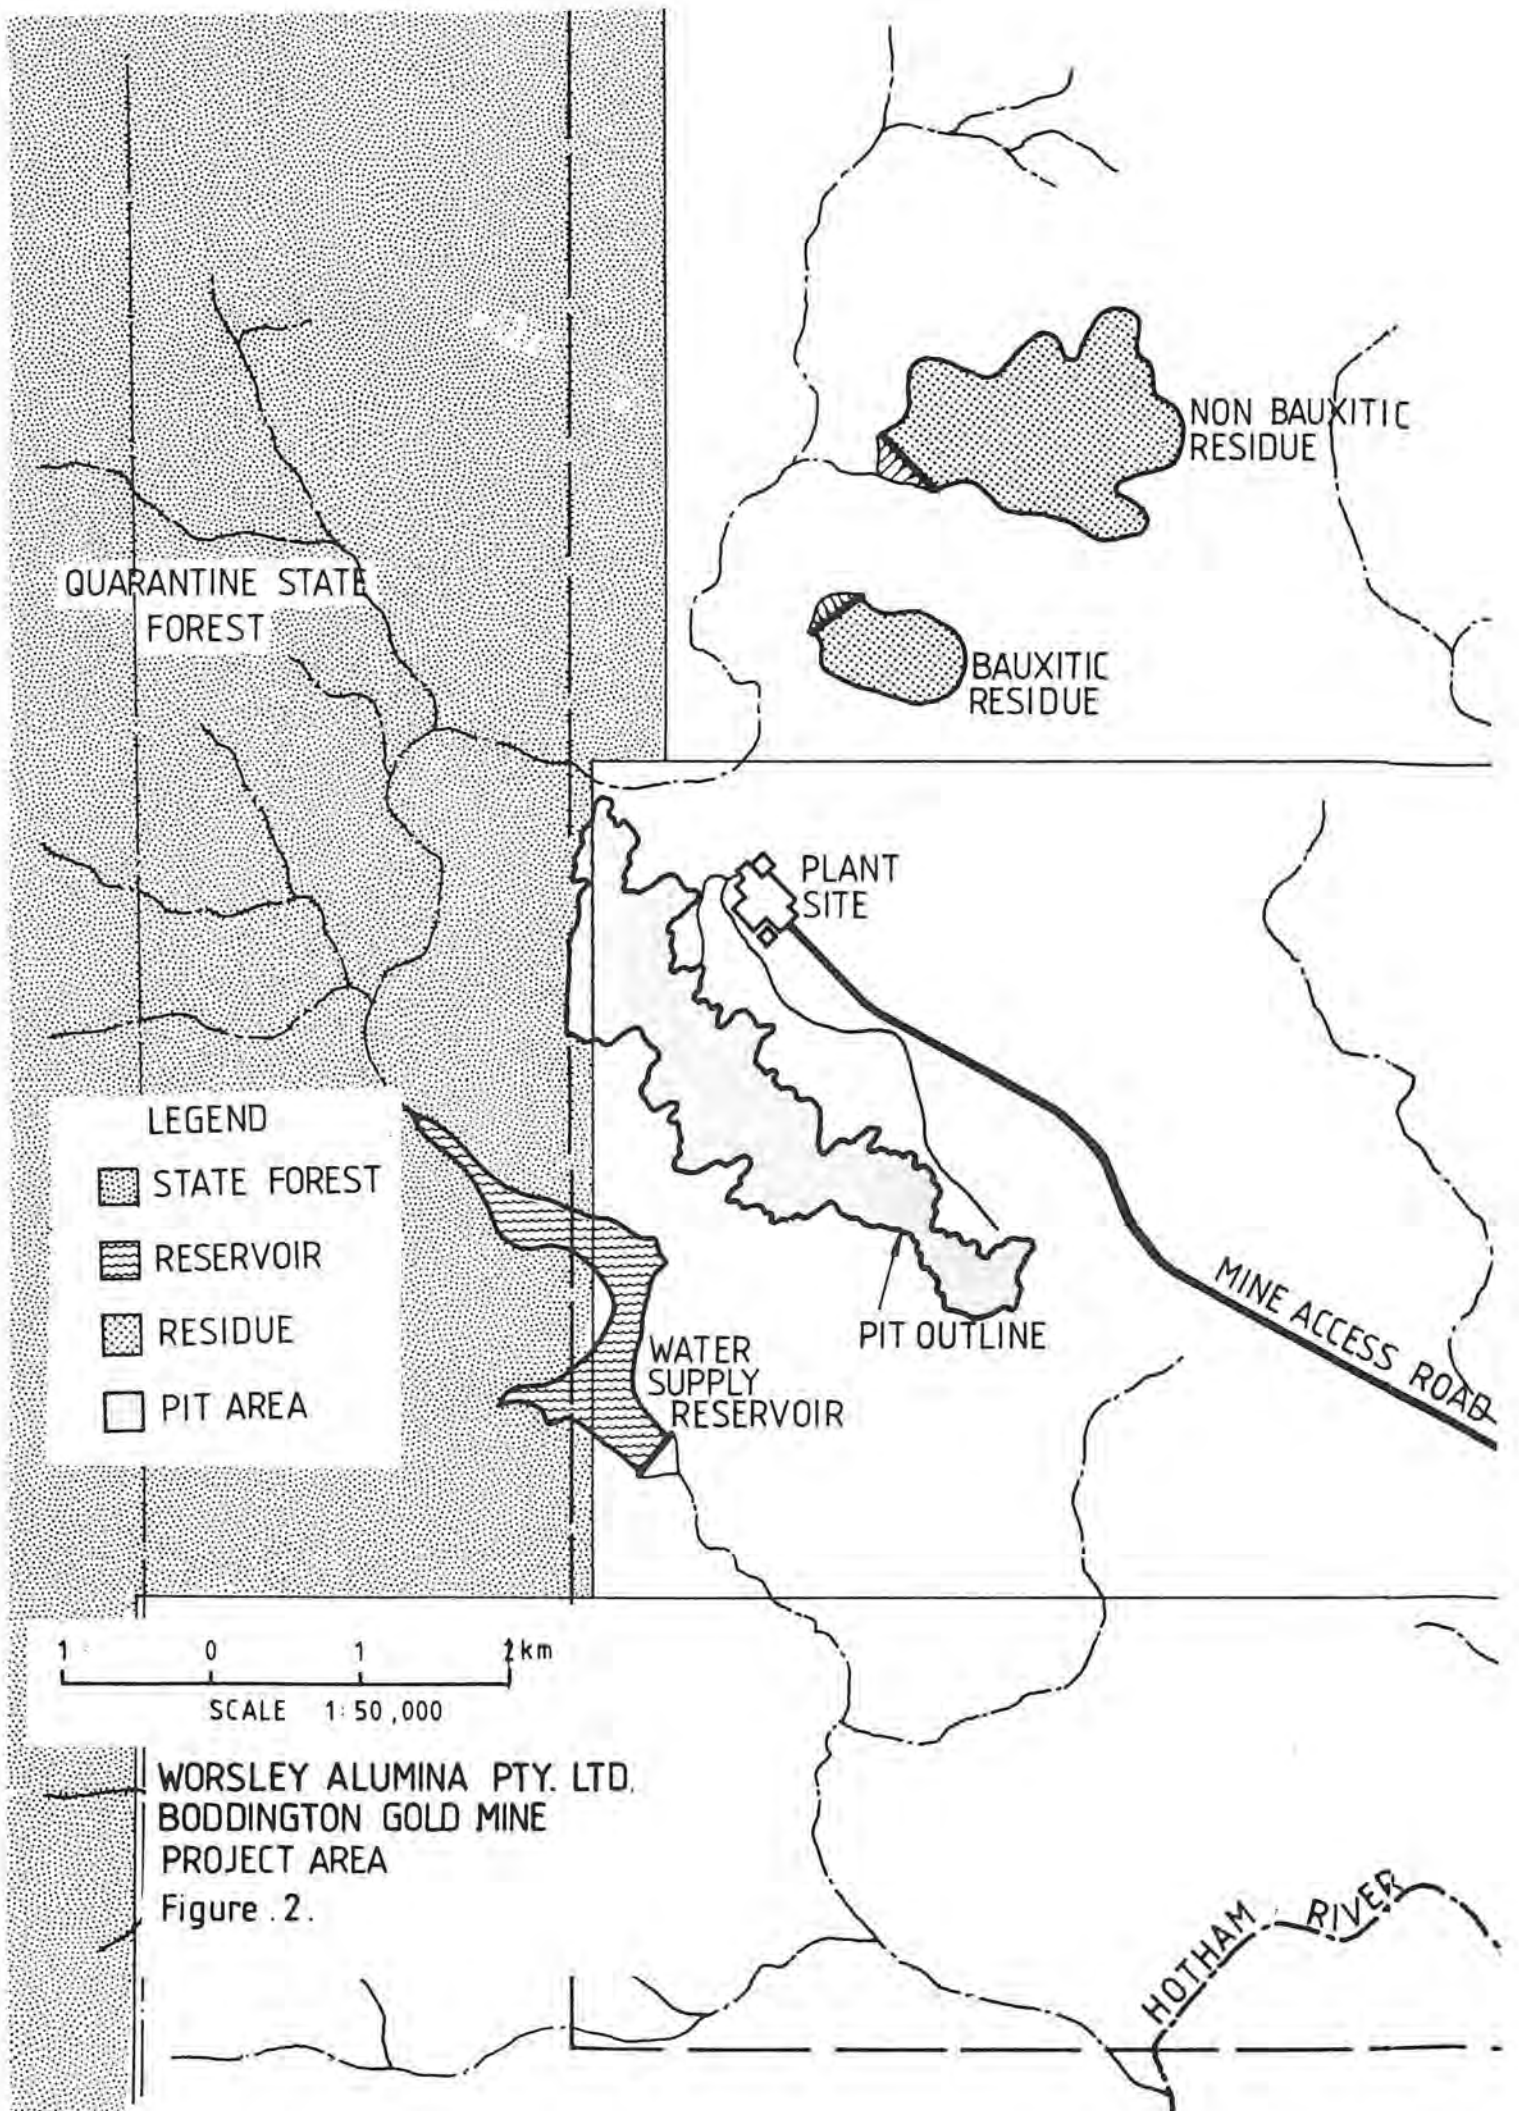 NON BAUXITIC
RESIDUE
QUARANTINE STATE
FOREST
BAUXITIC
RESIDUE
PLANT
SITE
LEGEND
STATE FOREST
RESERVOIR
RESIDUE
PIT AREA
MINE ACCESS ROAD
PIT OUTLINE
WATER
SUPPLY
RESERVOIR
1 0 1 2 km
SCALE 1:50,000
WORSLEY ALUMINA PTY. LTD.
BODDINGTON GOLD MINE
PROJECT AREA
Figure .2.
HOTHAM RIVER